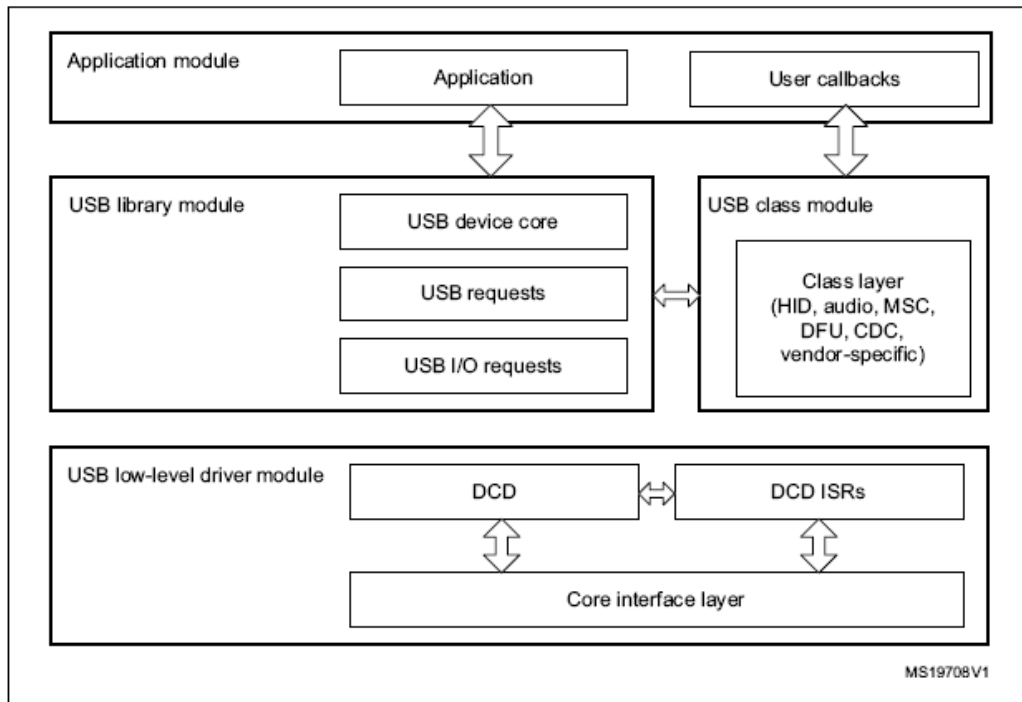 Application module
Application
User callbacks
USB library module
USB device core
USB requests
USB I/O requests
USB class module
Class layer
(HID, audio, MSC,
DFU, CDC,
vendor-specific)
USB low-level driver module
DCD
DCD ISRs
Core interface layer
MS19708V1